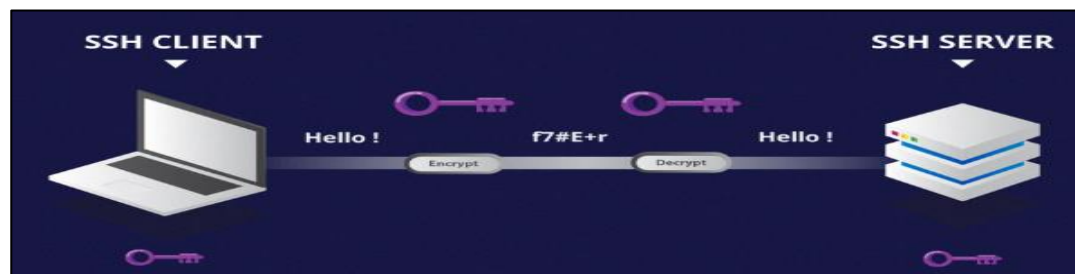 SSH CLIENT
SSH SERVER
Hello !
f7#E+r
Hello !
Encrypt
Decrypt